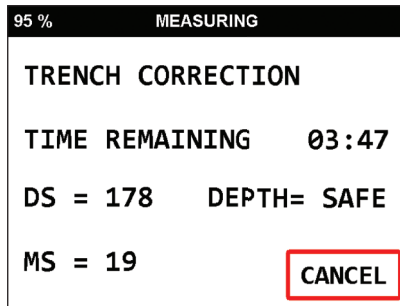 95 % MEASURING
TRENCH CORRECTION
TIME REMAINING 03:47
DS = 178 DEPTH= SAFE
MS = 19 CANCEL